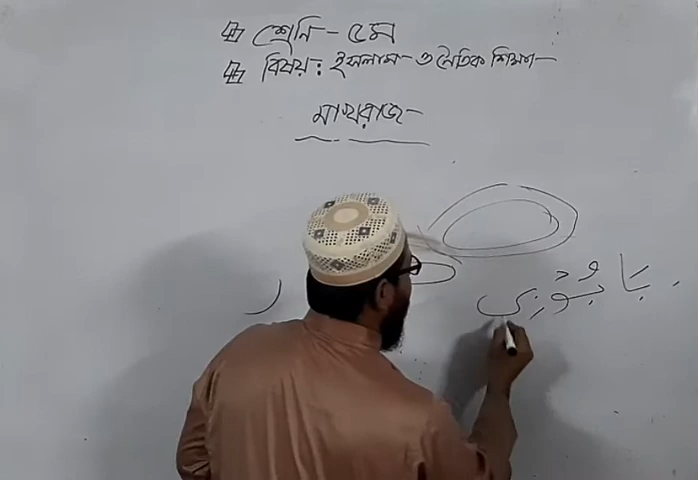 শ্রেনি - ৫ম
বিষয়: ইসলাম ও নৈতিক শিক্ষা
মাখরাজ
بَا بُوْ بِى